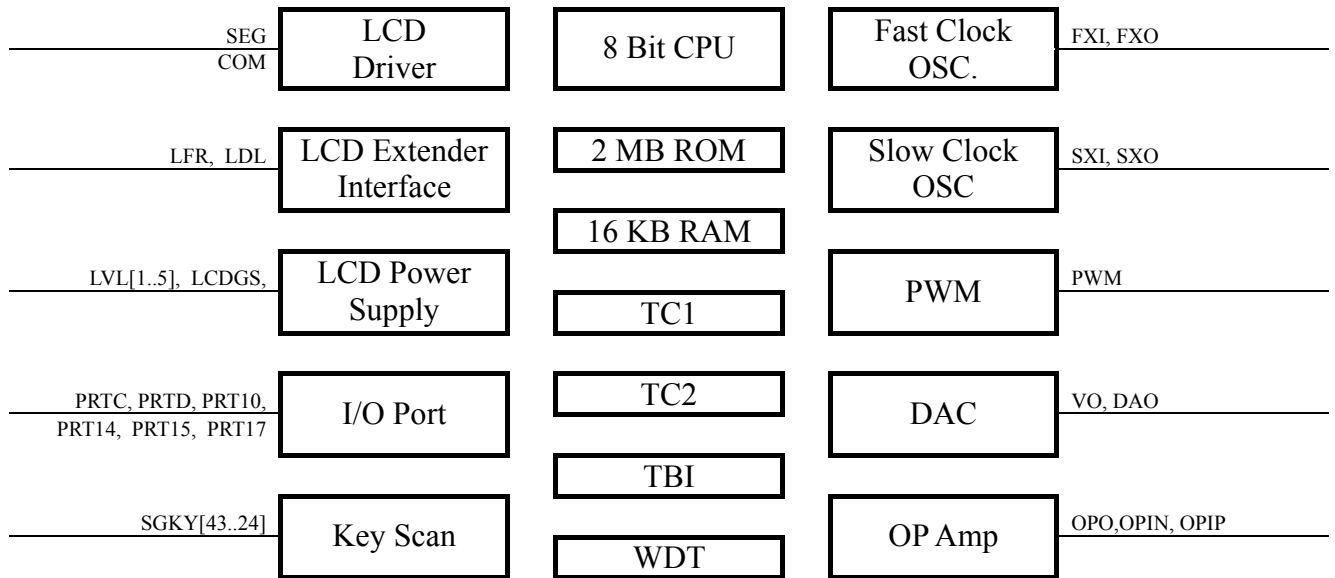 SEG
COM
LCD
Driver
8 Bit CPU
Fast Clock
OSC.
FXI, FXO
LFR, LDL
LCD Extender
Interface
2 MB ROM
Slow Clock
OSC
SXI, SXO
16 KB RAM
LVL[1..5], LCDGS,
LCD Power
Supply
TC1
PWM
PWM
PRTC, PRTD, PRT10,
PRT14, PRT15, PRT17
I/O Port
TC2
DAC
VO, DAO
TBI
SGKY[43..24]
Key Scan
WDT
OP Amp
OPO,OPIN, OPIP